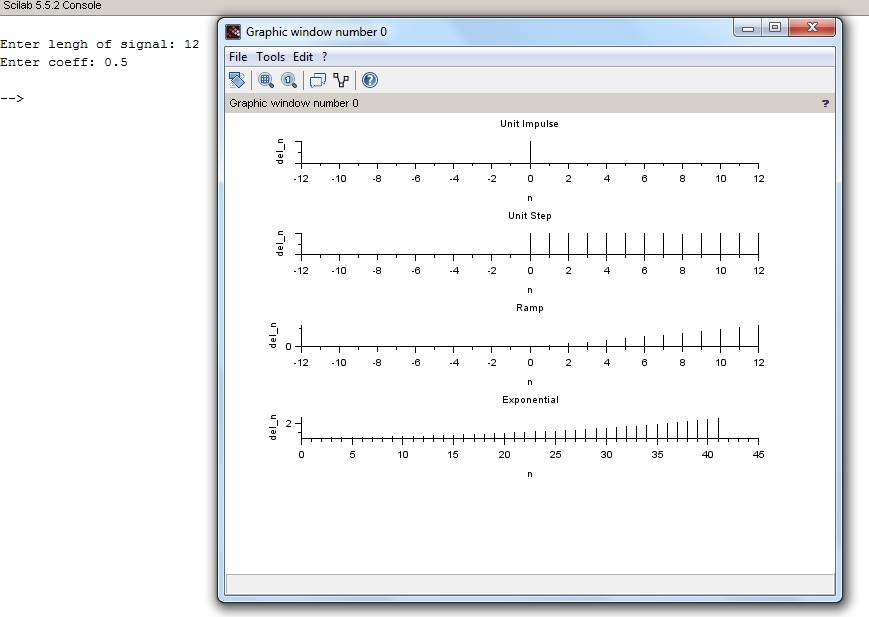 Scilab 5.5.2 Console
Enter lengh of signal: 12
Enter coeff: 0.5
-->
Graphic window number 0
File Tools Edit ?
Graphic window number 0 ?
Unit Impulse
del_n
-12 -10 -8 -6 -4 -2 0 2 4 6 8 10 12
n
Unit Step
del_n
-12 -10 -8 -6 -4 -2 0 2 4 6 8 10 12
n
Ramp
del_n
0
-12 -10 -8 -6 -4 -2 0 2 4 6 8 10 12
n
Exponential
del_n
2
0 5 10 15 20 25 30 35 40 45
n